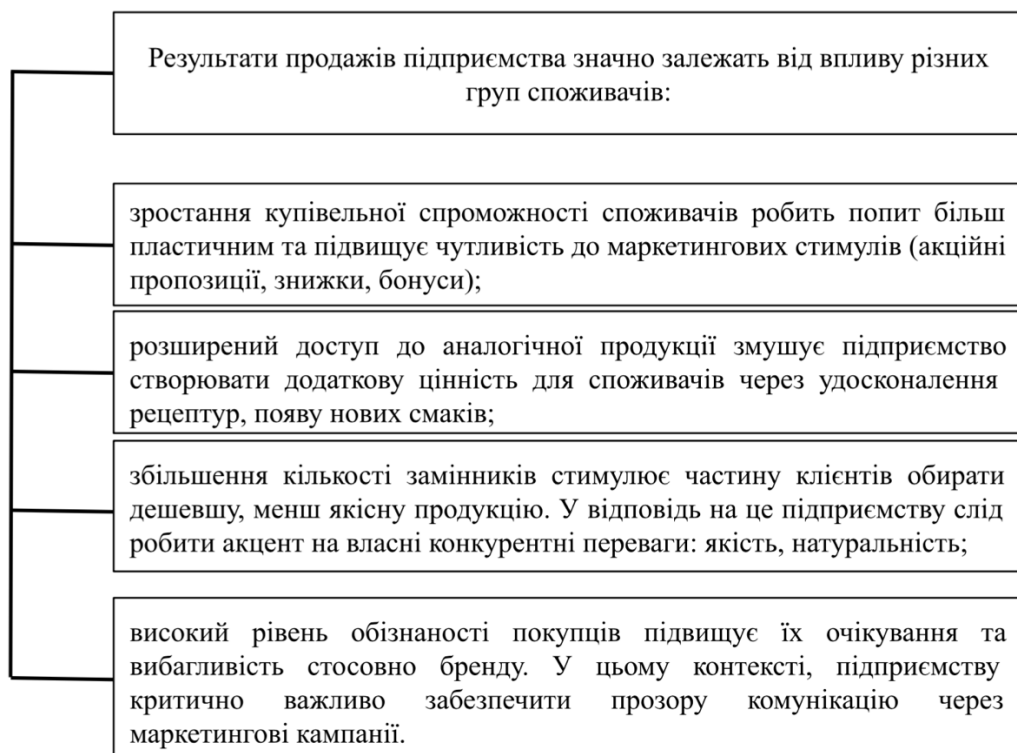 Результати продажів підприємства значно залежать від впливу різних
груп споживачів:
зростання купівельної спроможності споживачів робить попит більш
пластичним та підвищує чутливість до маркетингових стимулів (акційні
пропозиції, знижки, бонуси);
розширений доступ до аналогічної продукції змушує підприємство
створювати додаткову цінність для споживачів через удосконалення
рецептур, появу нових смаків;
збільшення кількості замінників стимулює частину клієнтів обирати
дешевшу, менш якісну продукцію. У відповідь на це підприємству слід
робити акцент на власні конкурентні переваги: якість, натуральність;
високий рівень обізнаності покупців підвищує їх очікування та
вибагливість стосовно бренду. У цьому контексті, підприємству
критично важливо забезпечити прозору комунікацію через
маркетингові кампанії.